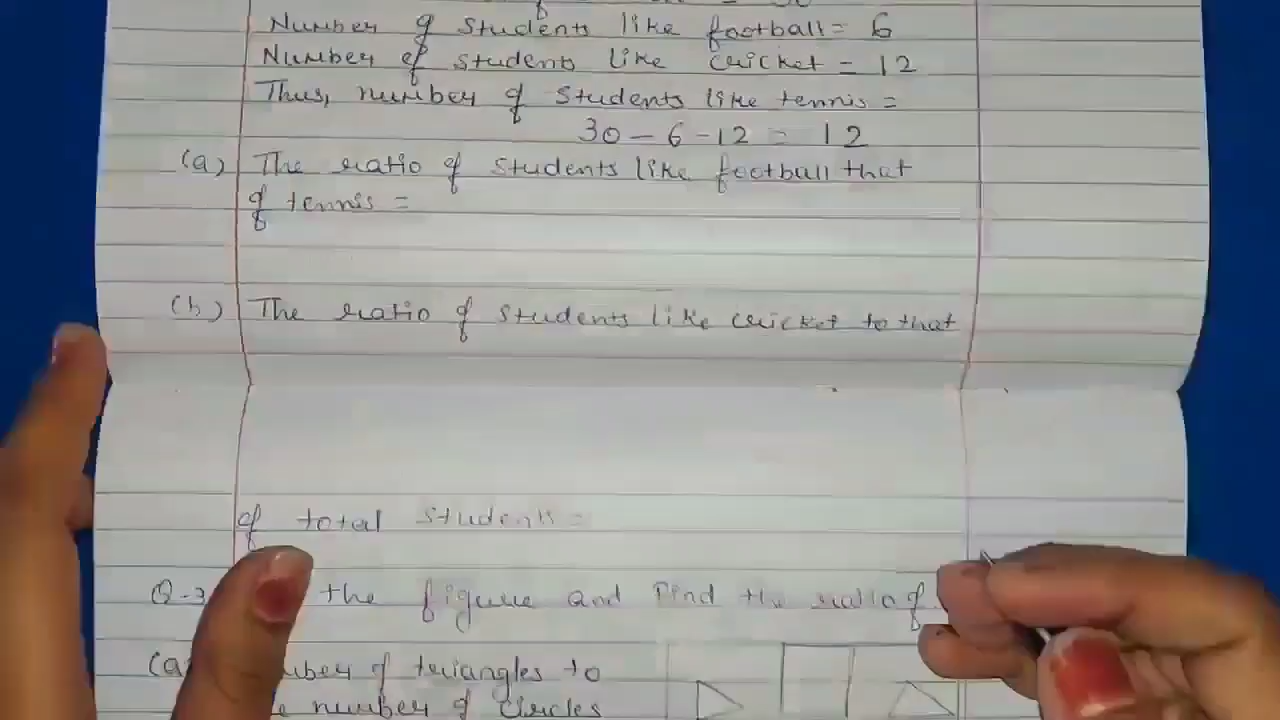 Number of students like football = 6
Number of students like cricket = 12
Thus, number of students like tennis =
30 - 6 - 12 = 12
(a) The ratio of students like football that
of tennis =
(b) The ratio of students like cricket to that
of total students =
Q-3 the figure and Find the ratio of
(a) number of triangles to
number of circles